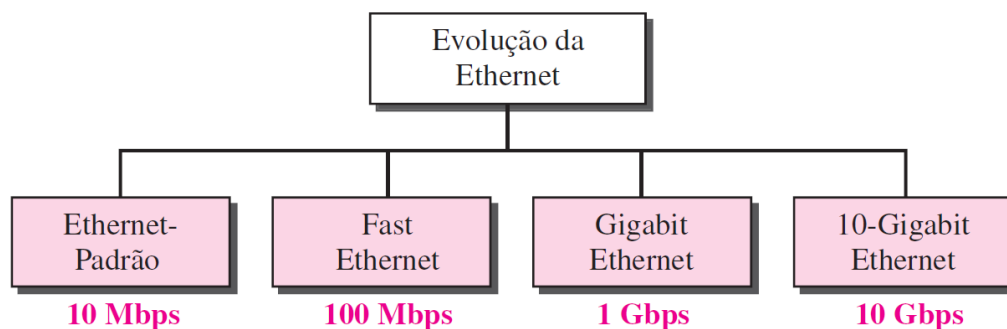 Evolução da
Ethernet
Ethernet-
Padrão
10 Mbps
Fast
Ethernet
100 Mbps
Gigabit
Ethernet
1 Gbps
10-Gigabit
Ethernet
10 Gbps